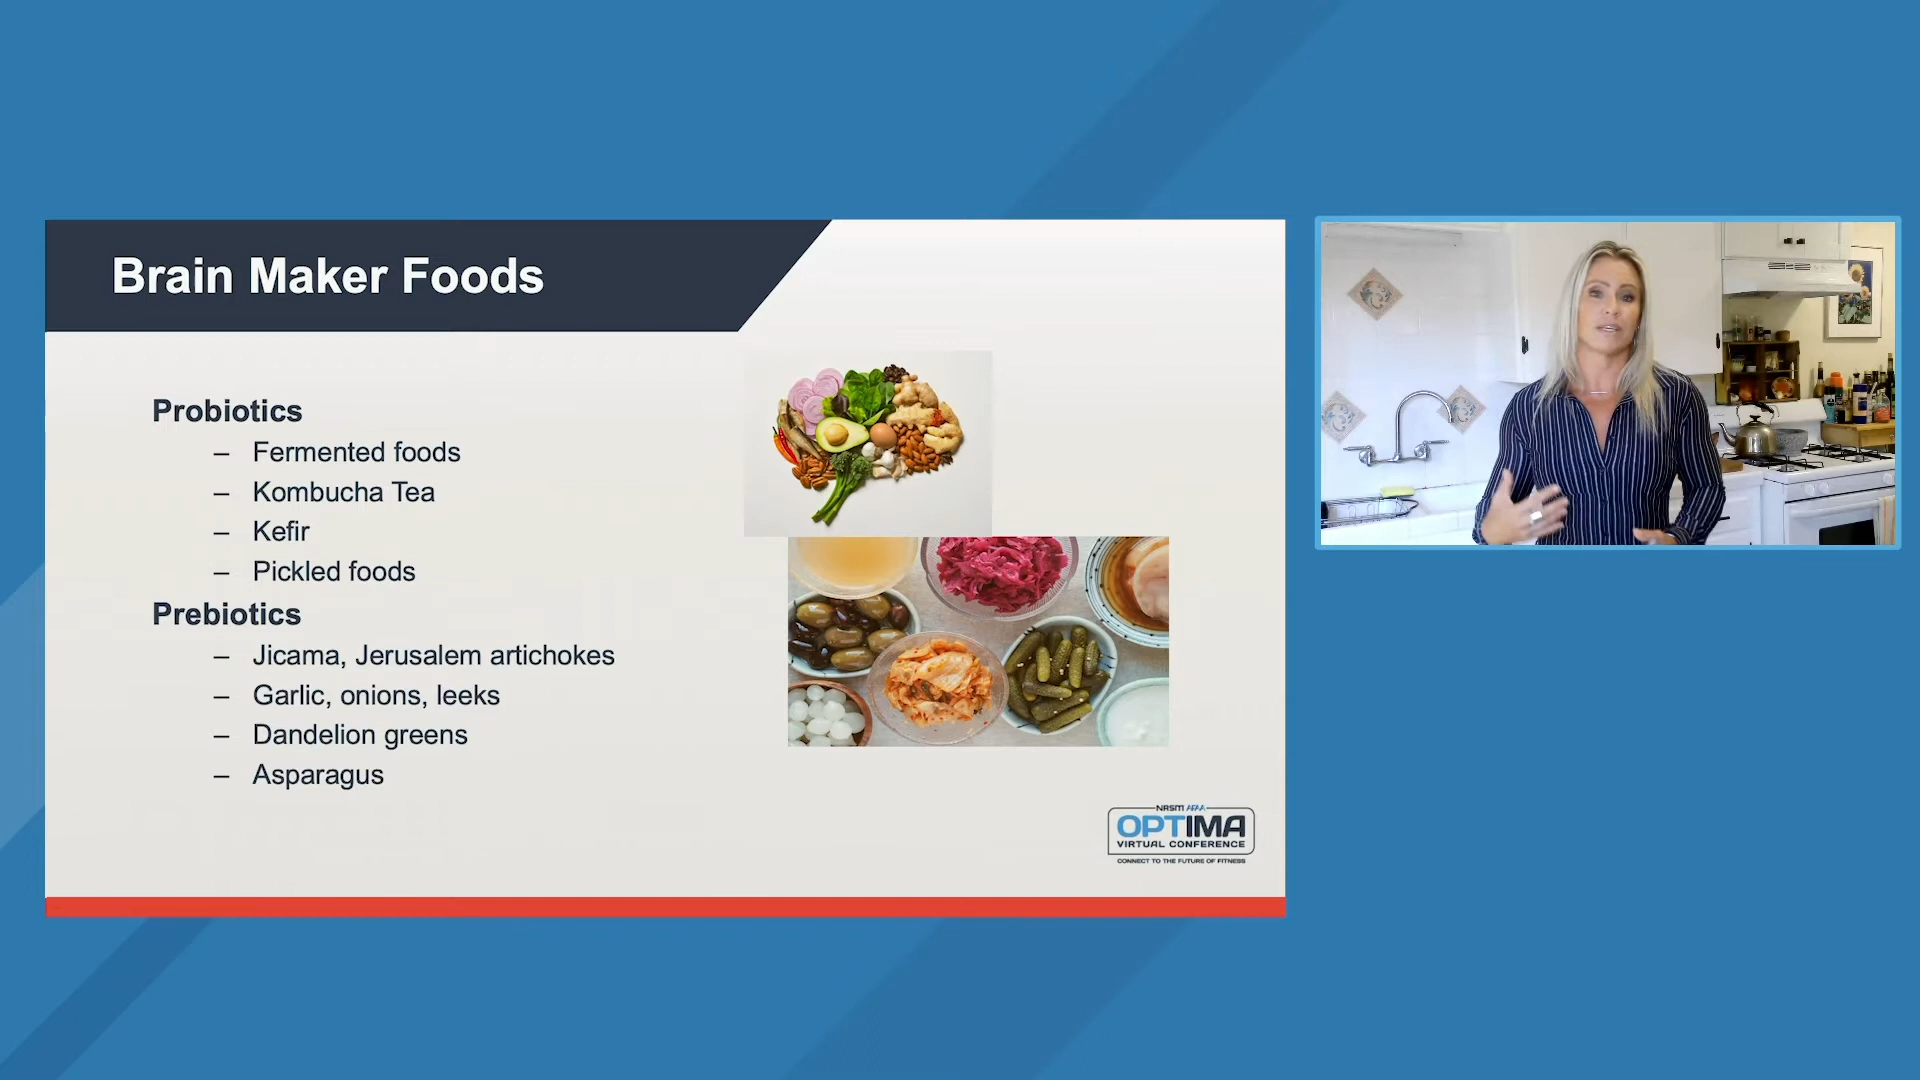 Brain Maker Foods
Probiotics
– Fermented foods
– Kombucha Tea
– Kefir
– Pickled foods
Prebiotics
– Jicama, Jerusalem artichokes
– Garlic, onions, leeks
– Dandelion greens
– Asparagus
NASM AFAA
OPTIMA
VIRTUAL CONFERENCE
CONNECT TO THE FUTURE OF FITNESS